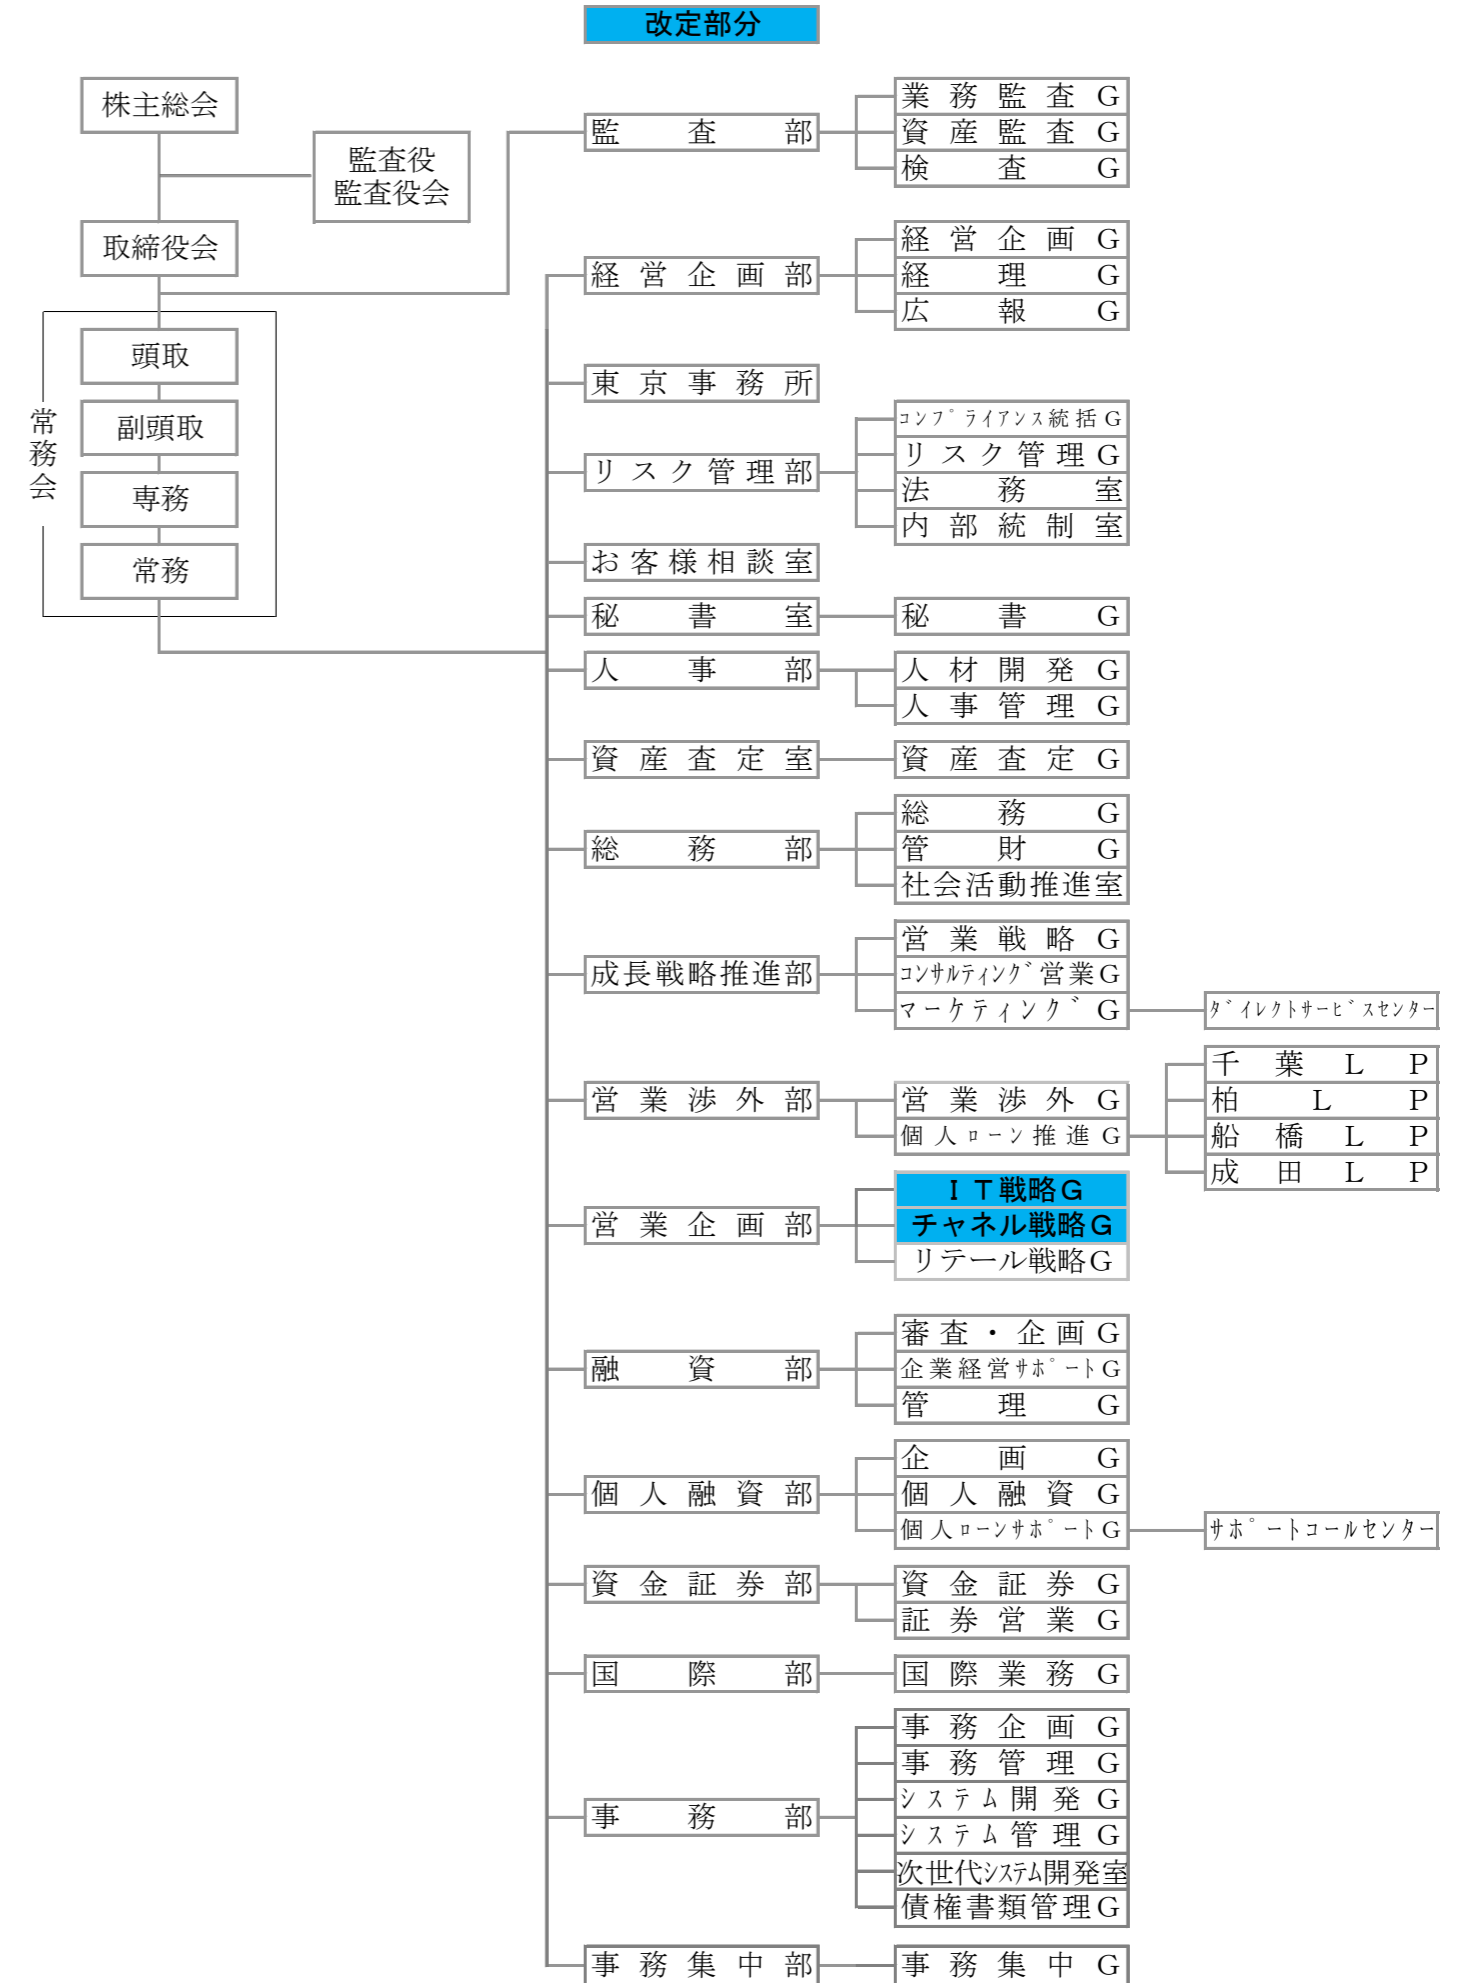 改定部分
株主総会
監査役
監査役会
取締役会
常務会
頭取
副頭取
専務
常務
監査部
業務監査G
資産監査G
検査G
経営企画部
経営企画G
経理G
広報G
東京事務所
リスク管理部
ｺﾝﾌﾟﾗｲｱﾝｽ統括G
リスク管理G
法務室
内部統制室
お客様相談室
秘書室
秘書G
人事部
人材開発G
人事管理G
資産査定室
資産査定G
総務部
総務G
管財G
社会活動推進室
成長戦略推進部
営業戦略G
ｺﾝｻﾙﾃｨﾝｸﾞ営業G
ﾏｰｹﾃｨﾝｸﾞG
ﾀﾞｲﾚｸﾄｻｰﾋﾞｽｾﾝﾀｰ
営業渉外部
営業渉外G
個人ﾛｰﾝ推進G
千葉LP
柏LP
船橋LP
成田LP
営業企画部
ＩＴ戦略G
チャネル戦略G
リテール戦略G
融資部
審査・企画G
企業経営ｻﾎﾟｰﾄG
管理G
個人融資部
企画G
個人融資G
個人ﾛｰﾝｻﾎﾟｰﾄG
ｻﾎﾟｰﾄｺｰﾙｾﾝﾀｰ
資金証券部
資金証券G
証券営業G
国際部
国際業務G
事務部
事務企画G
事務管理G
ｼｽﾃﾑ開発G
ｼｽﾃﾑ管理G
次世代ｼｽﾃﾑ開発室
債権書類管理G
事務集中部
事務集中G